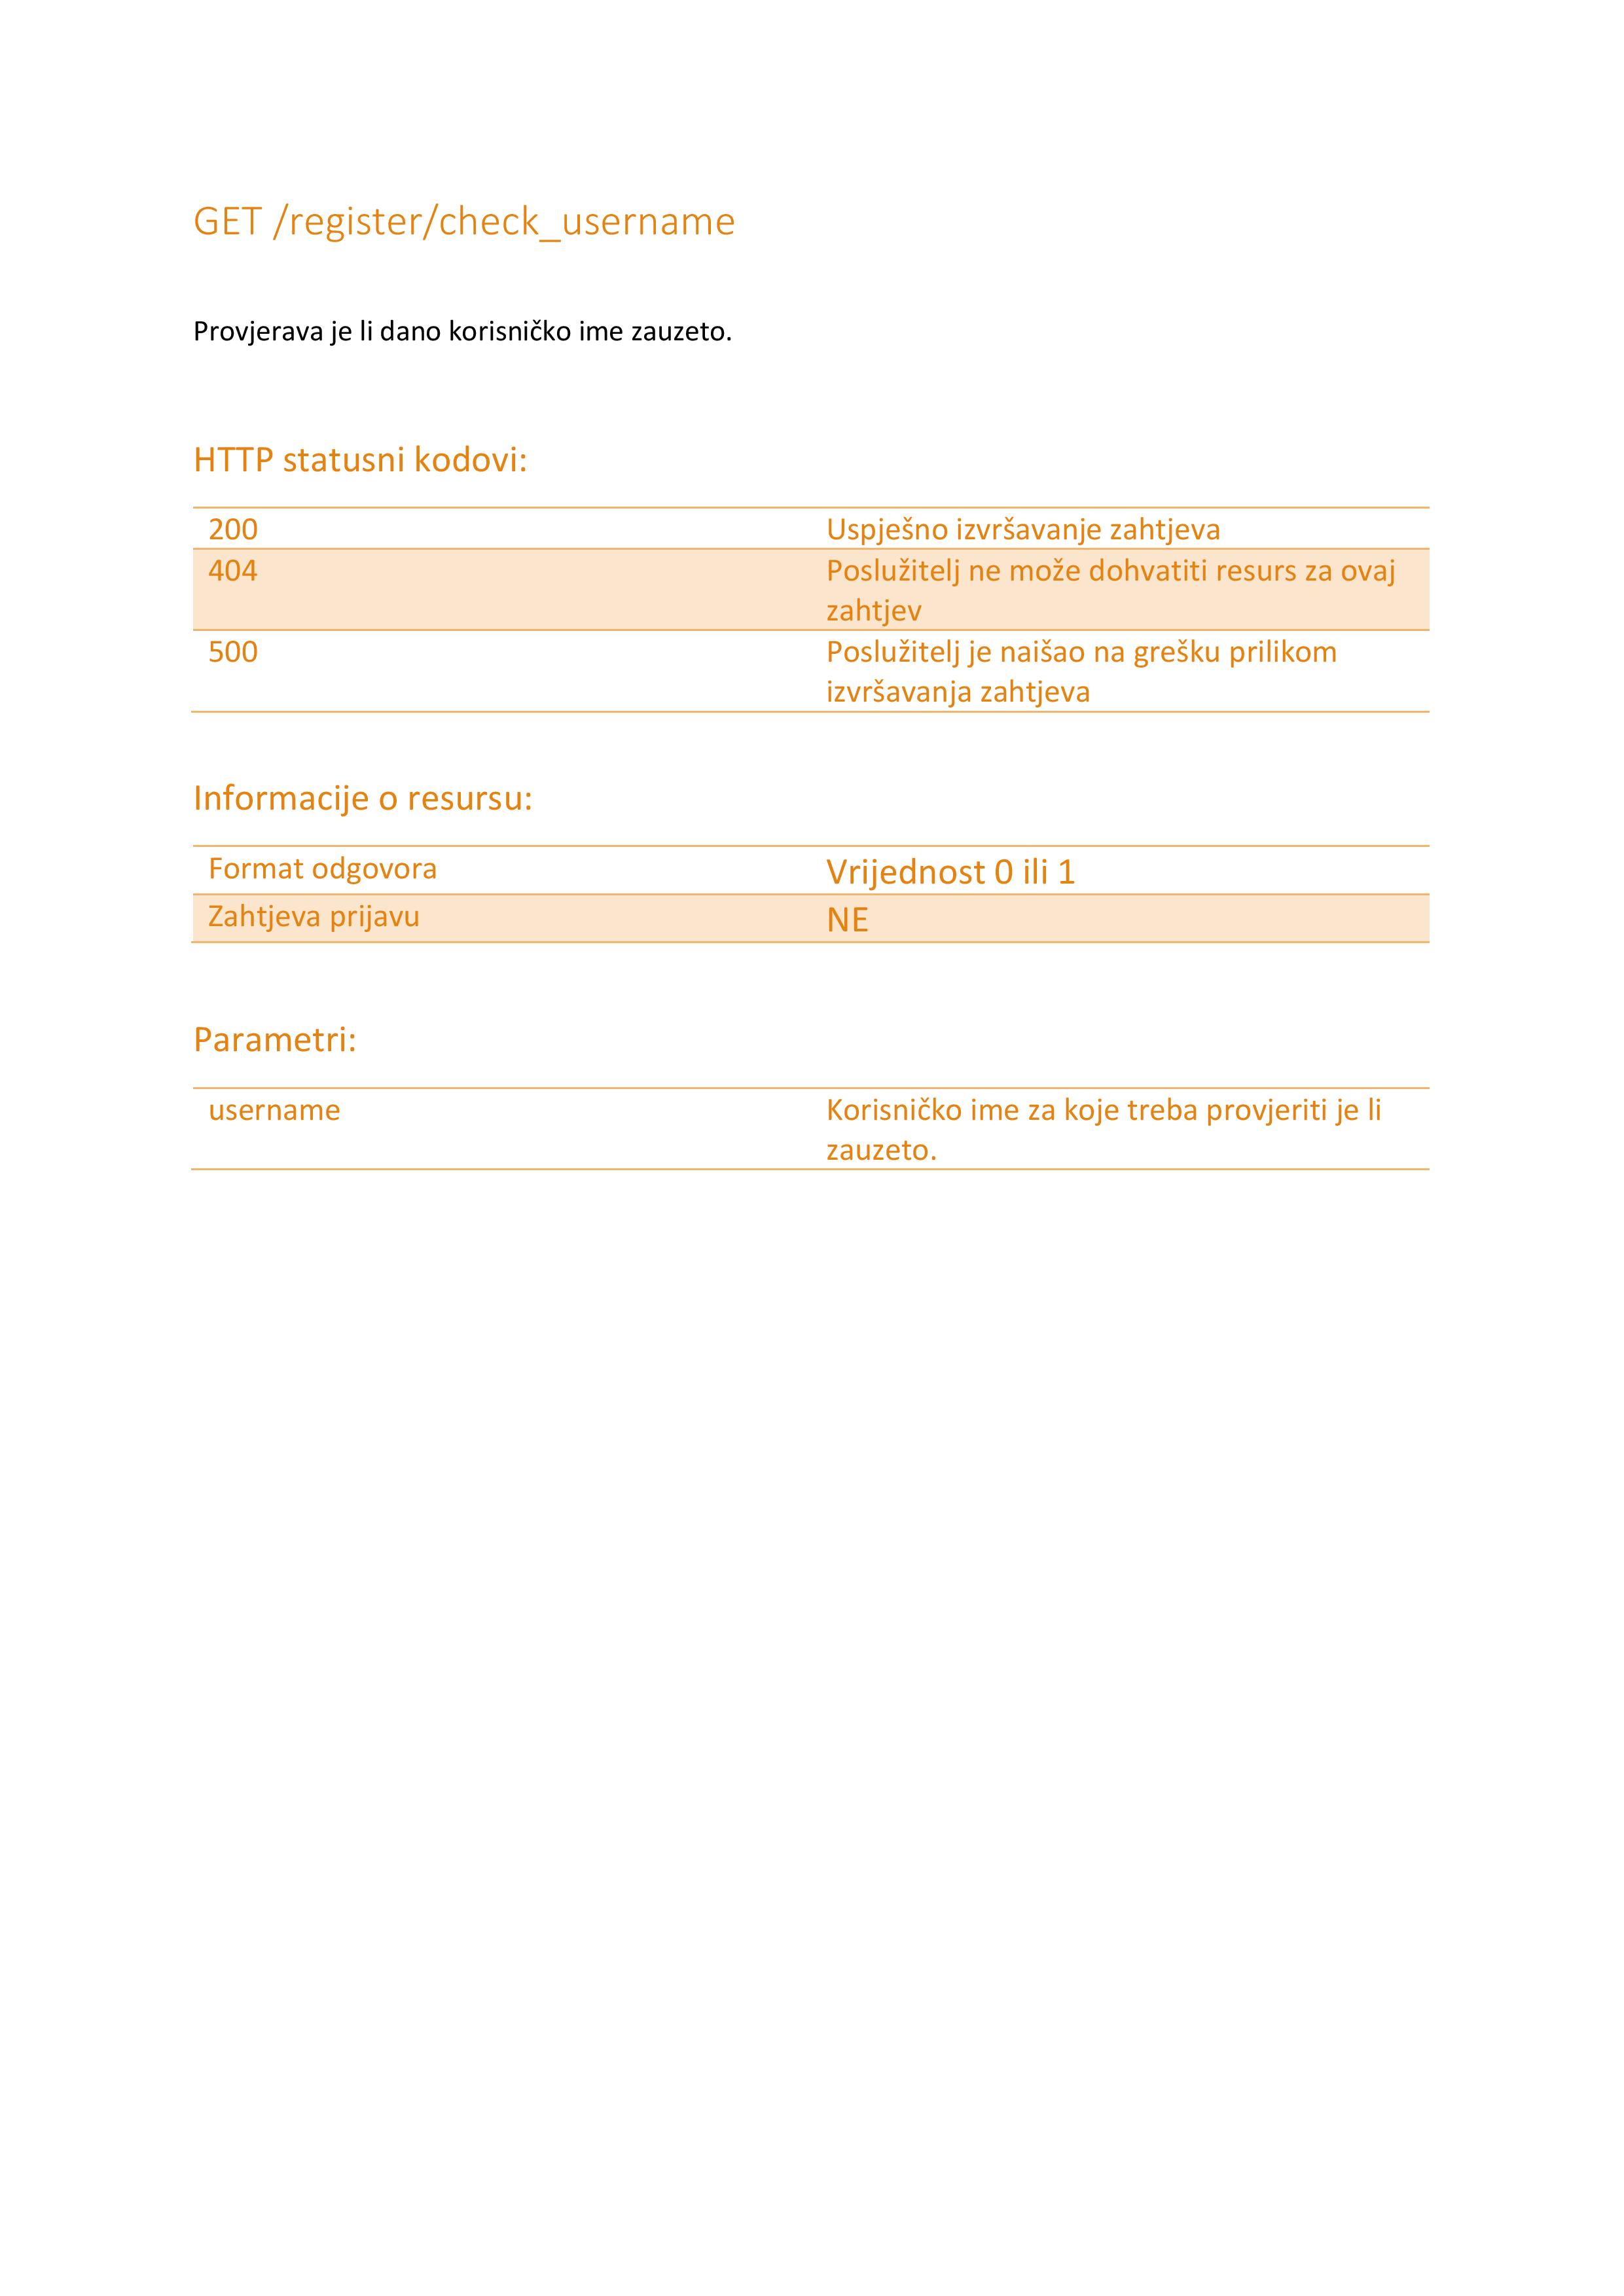 GET /register/check_username
Provjerava je li dano korisničko ime zauzeto.
HTTP statusni kodovi:
200 Uspješno izvršavanje zahtjeva
404 Poslužitelj ne može dohvatiti resurs za ovaj
zahtjev
500 Poslužitelj je naišao na grešku prilikom
izvršavanja zahtjeva
Informacije o resursu:
Format odgovora Vrijednost 0 ili 1
Zahtjeva prijavu NE
Parametri:
username Korisničko ime za koje treba provjeriti je li
zauzeto.